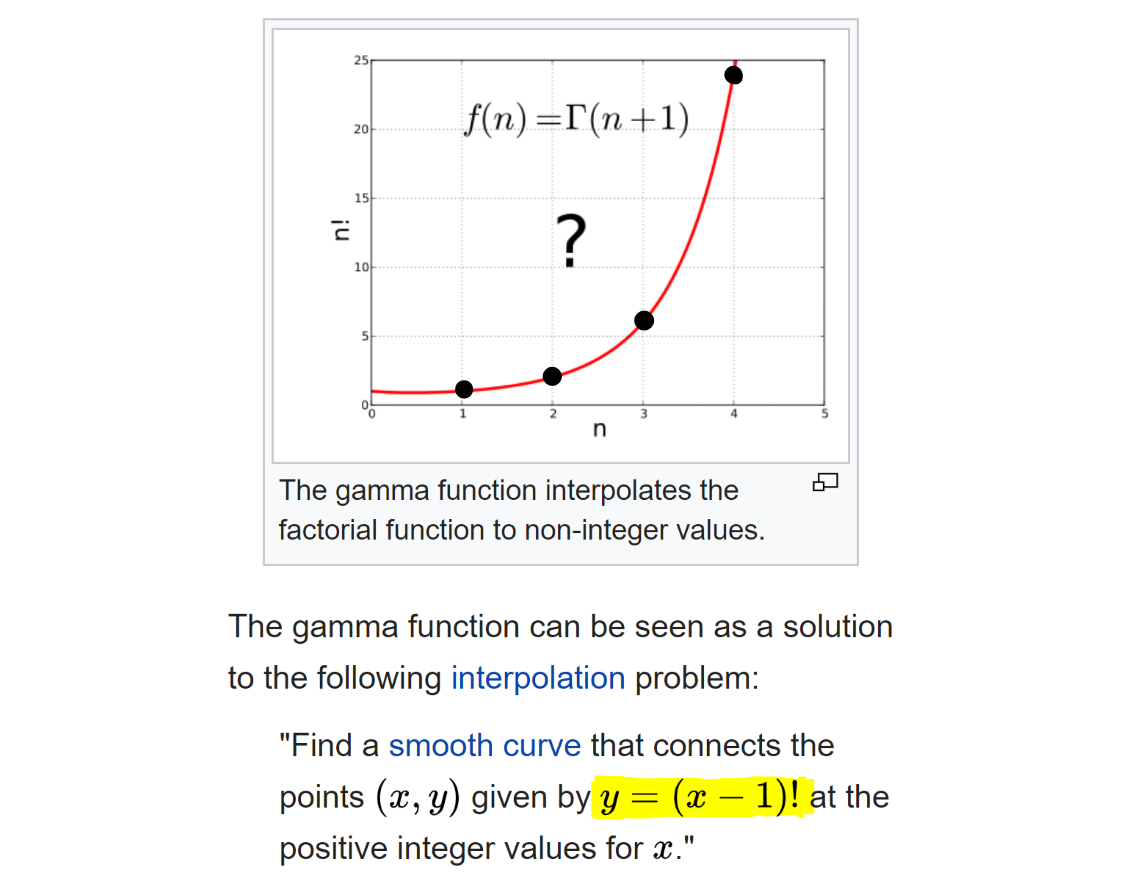 25
20
15
10
5
0
f(n) = Γ(n + 1)
?
n!
0 1 2 3 4 5
n
The gamma function interpolates the
factorial function to non-integer values.
The gamma function can be seen as a solution
to the following interpolation problem:
"Find a smooth curve that connects the
points (x, y) given by y = (x − 1)! at the
positive integer values for x."